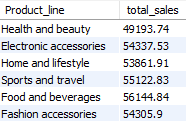 Product_line total_sales
Health and beauty 49193.74
Electronic accessories 54337.53
Home and lifestyle 53861.91
Sports and travel 55122.83
Food and beverages 56144.84
Fashion accessories 54305.9